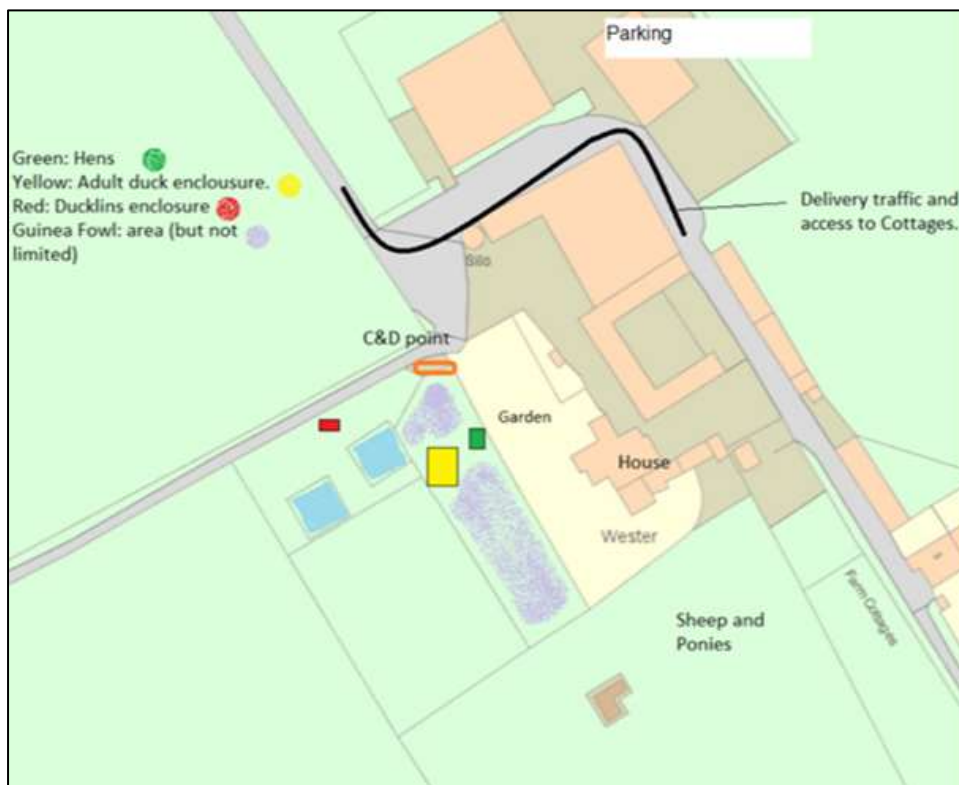 Parking
Green: Hens
Yellow: Adult duck enclousure.
Red: Ducklins enclosure
Guinea Fowl: area (but not
limited)
Delivery traffic and
access to Cottages.
Silo
C&D point
Garden
House
Wester
Farm Cottages
Sheep and
Ponies